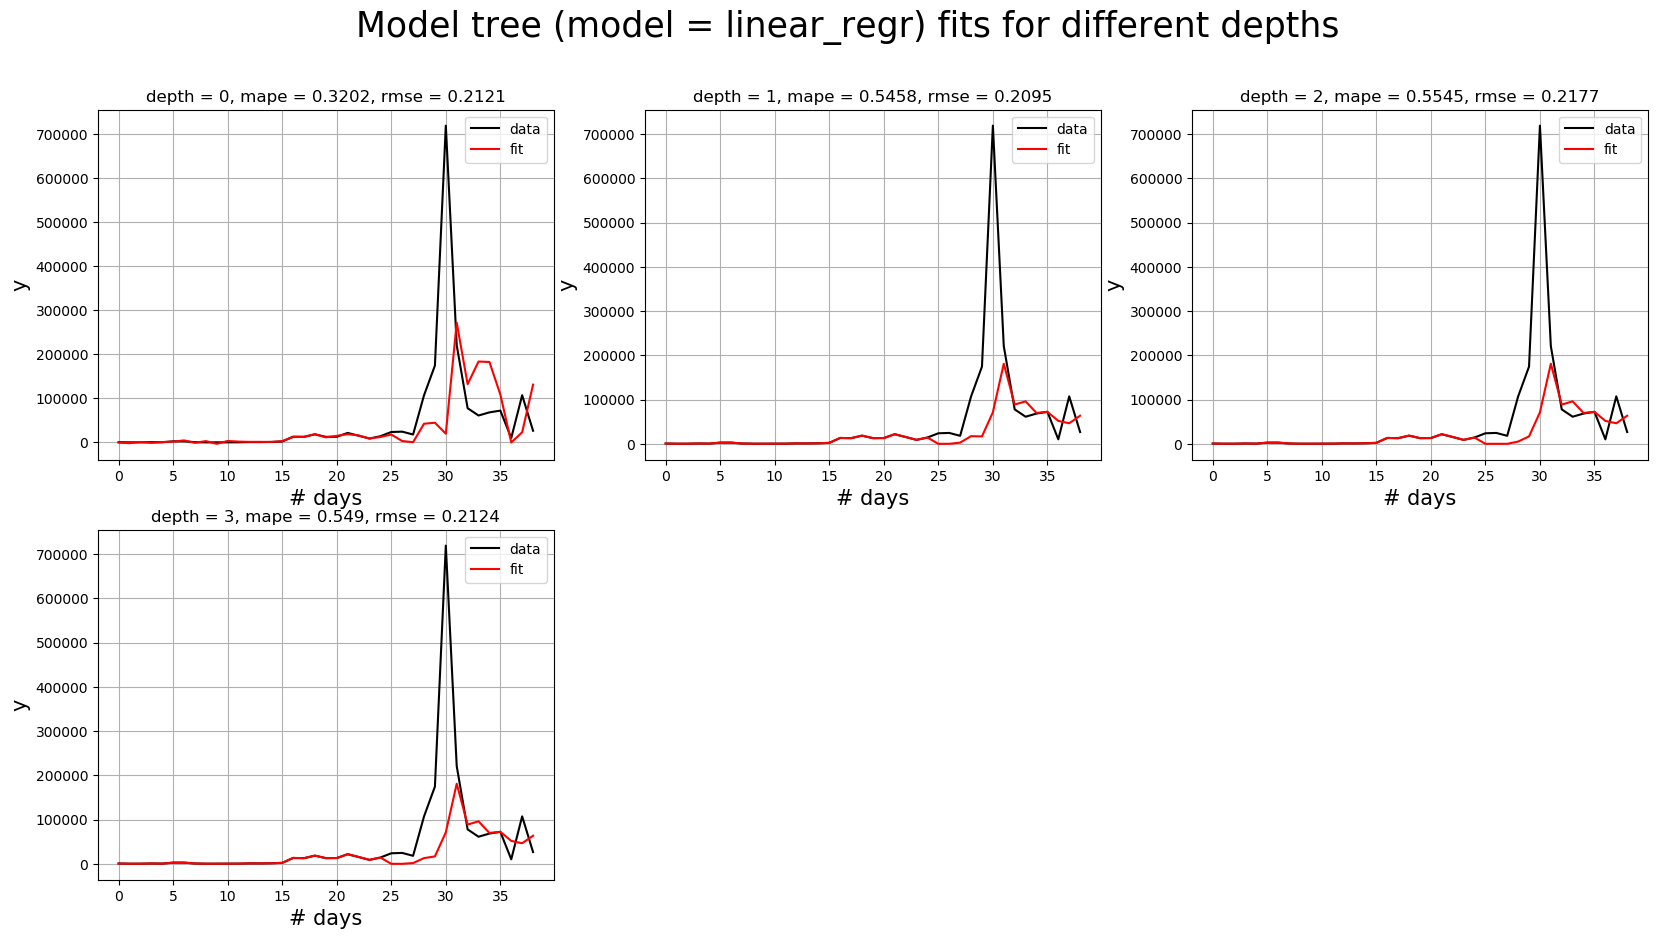 Model tree (model = linear_regr) fits for different depths
depth = 0, mape = 0.3202, rmse = 0.2121
data
fit
700000
600000
500000
400000
300000
200000
100000
0
y
0 5 10 15 20 25 30 35
# days
depth = 1, mape = 0.5458, rmse = 0.2095
data
fit
700000
600000
500000
400000
300000
200000
100000
0
y
0 5 10 15 20 25 30 35
# days
depth = 2, mape = 0.5545, rmse = 0.2177
data
fit
700000
600000
500000
400000
300000
200000
100000
0
y
0 5 10 15 20 25 30 35
# days
depth = 3, mape = 0.549, rmse = 0.2124
data
fit
700000
600000
500000
400000
300000
200000
100000
0
y
0 5 10 15 20 25 30 35
# days